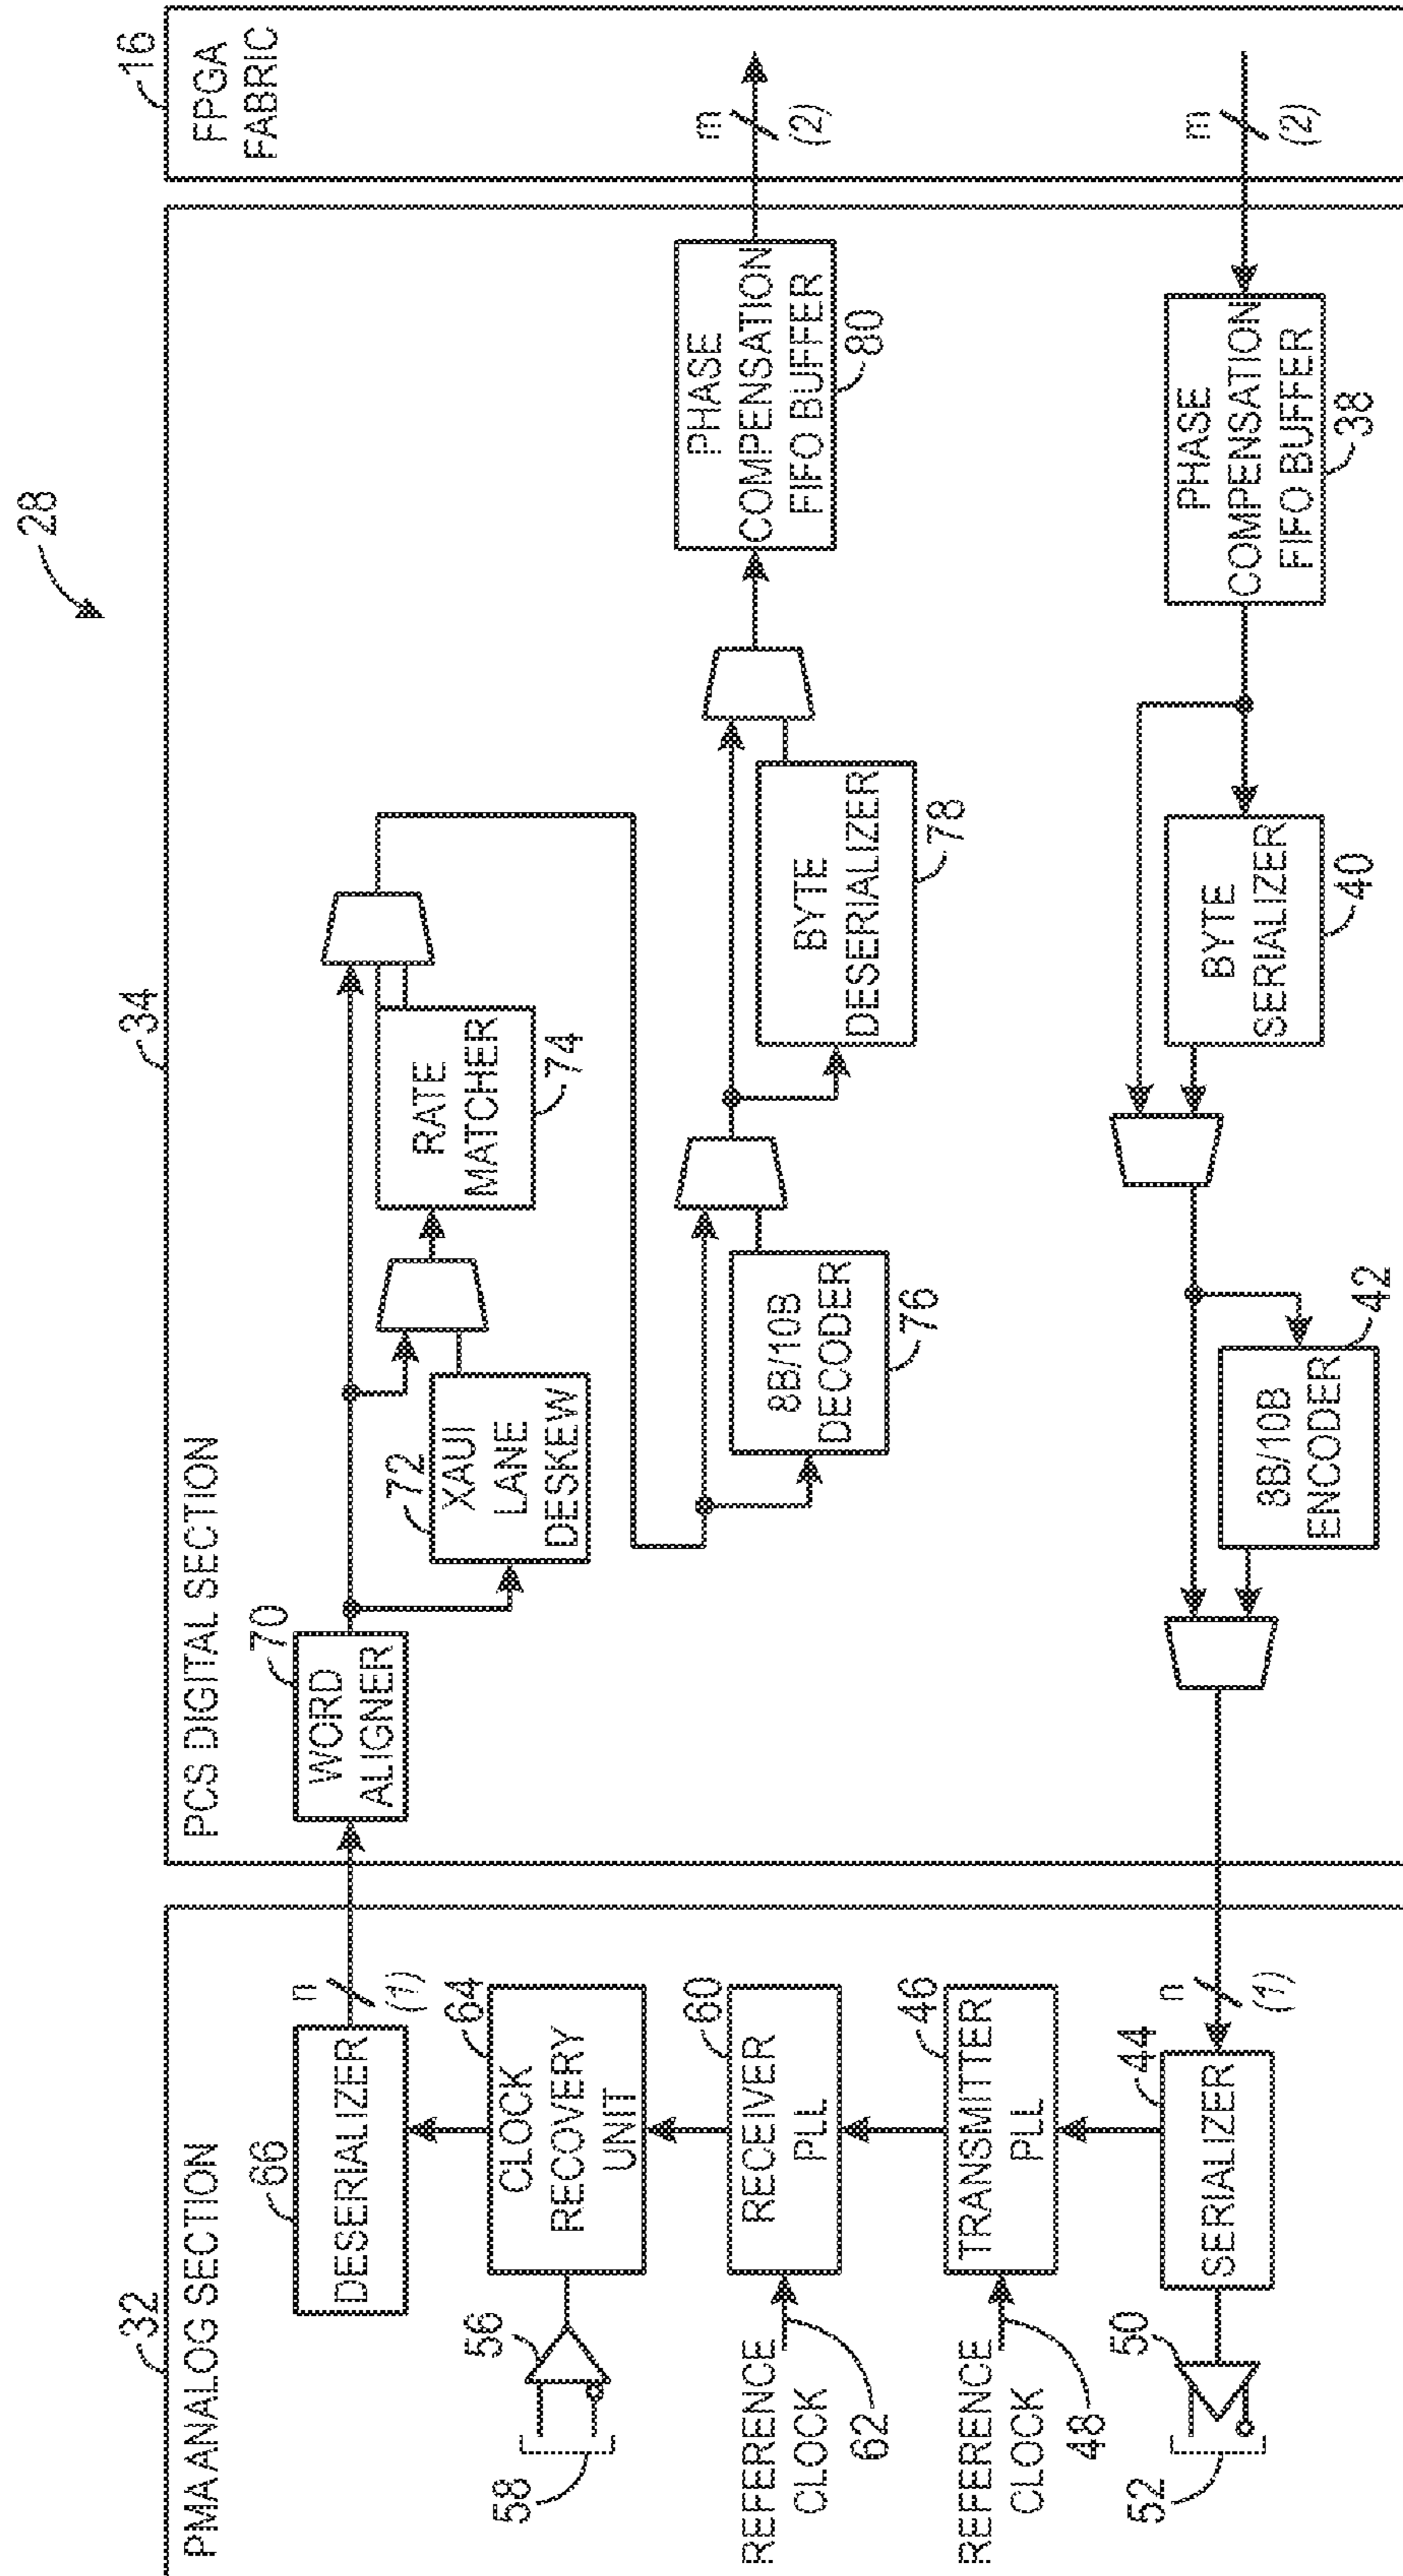 28
32
PMA ANALOG SECTION
66
DESERIALIZER
n
(1)
58
56
64
CLOCK
RECOVERY
UNIT
REFERENCE
CLOCK
62
60
RECEIVER
PLL
REFERENCE
CLOCK
48
46
TRANSMITTER
PLL
52
50
44
SERIALIZER
n
(1)
34
PCS DIGITAL SECTION
70
WORD
ALIGNER
72
XAUI
LANE
DESKEW
RATE
MATCHER
74
8B/10B
DECODER
76
BYTE
DESERIALIZER
78
PHASE
COMPENSATION
FIFO BUFFER
80
8B/10B
ENCODER
42
BYTE
SERIALIZER
40
PHASE
COMPENSATION
FIFO BUFFER
38
16
FPGA
FABRIC
m
(2)
m
(2)